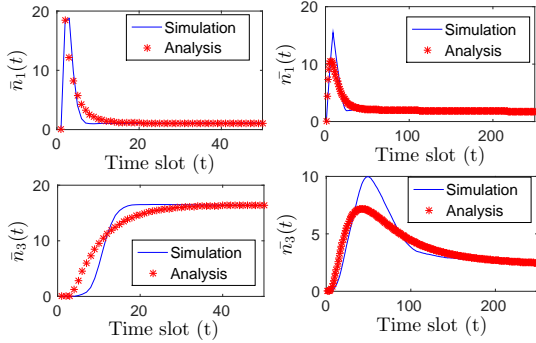 20
10
0
0 20 40
n̄₁(t)
Time slot (t)
Simulation
Analysis
20
10
0
0 100 200
n̄₁(t)
Time slot (t)
Simulation
Analysis
20
10
0
0 20 40
n̄₃(t)
Time slot (t)
Simulation
Analysis
10
5
0
0 100 200
n̄₃(t)
Time slot (t)
Simulation
Analysis